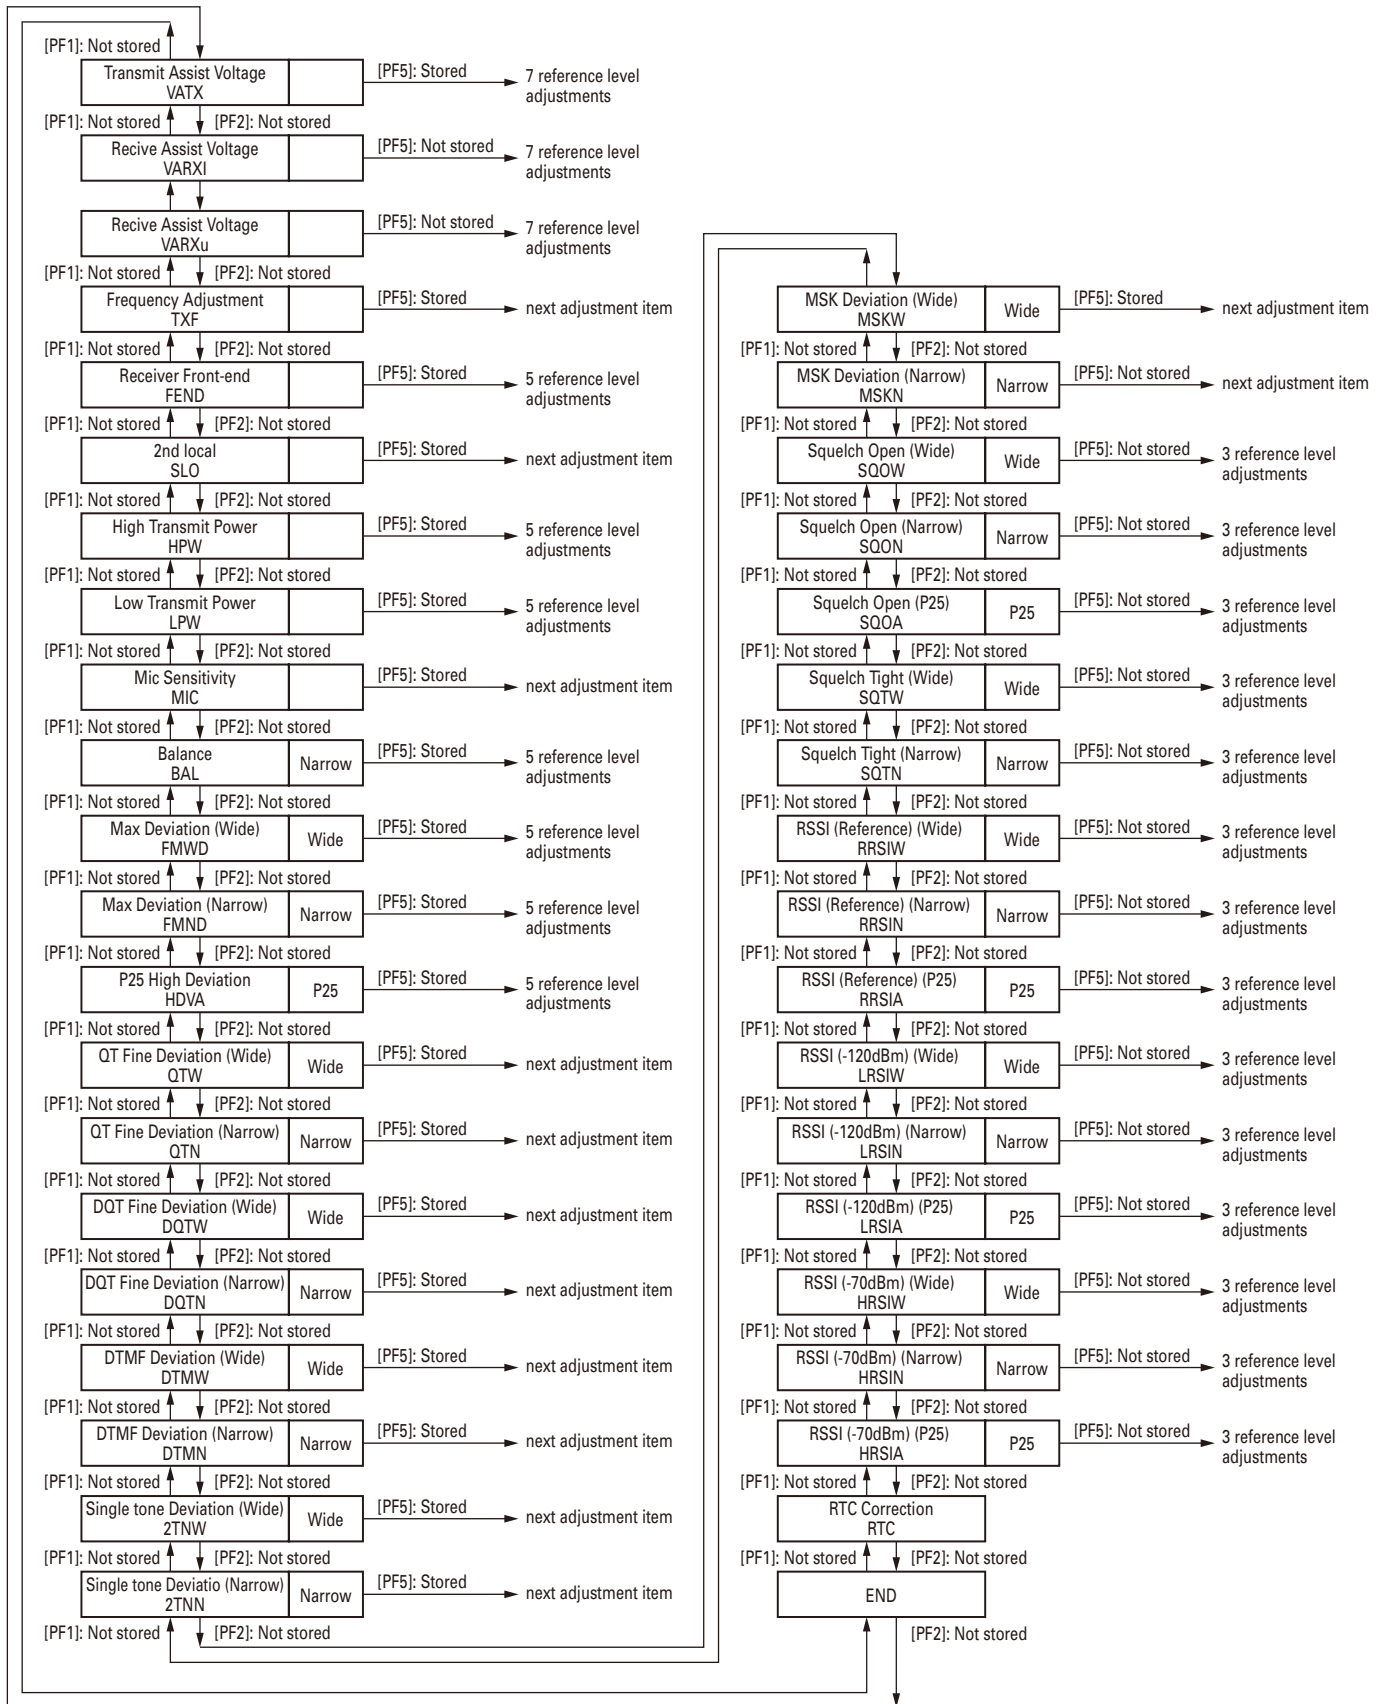 [PF1]: Not stored
Transmit Assist Voltage
VATX
[PF5]: Stored
7 reference level
adjustments
[PF1]: Not stored
[PF2]: Not stored
Recive Assist Voltage
VARXl
[PF5]: Not stored
7 reference level
adjustments
Recive Assist Voltage
VARXu
[PF5]: Not stored
7 reference level
adjustments
[PF1]: Not stored
[PF2]: Not stored
Frequency Adjustment
TXF
[PF5]: Stored
next adjustment item
[PF1]: Not stored
[PF2]: Not stored
Receiver Front-end
FEND
[PF5]: Stored
5 reference level
adjustments
[PF1]: Not stored
[PF2]: Not stored
2nd local
SLO
[PF5]: Stored
next adjustment item
[PF1]: Not stored
[PF2]: Not stored
High Transmit Power
HPW
[PF5]: Stored
5 reference level
adjustments
[PF1]: Not stored
[PF2]: Not stored
Low Transmit Power
LPW
[PF5]: Stored
5 reference level
adjustments
[PF1]: Not stored
[PF2]: Not stored
Mic Sensitivity
MIC
[PF5]: Stored
next adjustment item
[PF1]: Not stored
[PF2]: Not stored
Balance
BAL
Narrow
[PF5]: Stored
5 reference level
adjustments
[PF1]: Not stored
[PF2]: Not stored
Max Deviation (Wide)
FMWD
Wide
[PF5]: Stored
5 reference level
adjustments
[PF1]: Not stored
[PF2]: Not stored
Max Deviation (Narrow)
FMND
Narrow
[PF5]: Stored
5 reference level
adjustments
[PF1]: Not stored
[PF2]: Not stored
P25 High Deviation
HDVA
P25
[PF5]: Stored
5 reference level
adjustments
[PF1]: Not stored
[PF2]: Not stored
QT Fine Deviation (Wide)
QTW
Wide
[PF5]: Stored
next adjustment item
[PF1]: Not stored
[PF2]: Not stored
QT Fine Deviation (Narrow)
QTN
Narrow
[PF5]: Stored
next adjustment item
[PF1]: Not stored
[PF2]: Not stored
DQT Fine Deviation (Wide)
DQTW
Wide
[PF5]: Stored
next adjustment item
[PF1]: Not stored
[PF2]: Not stored
DQT Fine Deviation (Narrow)
DQTN
Narrow
[PF5]: Stored
next adjustment item
[PF1]: Not stored
[PF2]: Not stored
DTMF Deviation (Wide)
DTMW
Wide
[PF5]: Stored
next adjustment item
[PF1]: Not stored
[PF2]: Not stored
DTMF Deviation (Narrow)
DTMN
Narrow
[PF5]: Stored
next adjustment item
[PF1]: Not stored
[PF2]: Not stored
Single tone Deviation (Wide)
2TNW
Wide
[PF5]: Stored
next adjustment item
[PF1]: Not stored
[PF2]: Not stored
Single tone Deviatio (Narrow)
2TNN
Narrow
[PF5]: Stored
next adjustment item
[PF1]: Not stored
[PF2]: Not stored
MSK Deviation (Wide)
MSKW
Wide
[PF5]: Stored
next adjustment item
[PF1]: Not stored
[PF2]: Not stored
MSK Deviation (Narrow)
MSKN
Narrow
[PF5]: Not stored
next adjustment item
[PF1]: Not stored
[PF2]: Not stored
Squelch Open (Wide)
SQOW
Wide
[PF5]: Not stored
3 reference level
adjustments
[PF1]: Not stored
[PF2]: Not stored
Squelch Open (Narrow)
SQON
Narrow
[PF5]: Not stored
3 reference level
adjustments
[PF1]: Not stored
[PF2]: Not stored
Squelch Open (P25)
SQOA
P25
[PF5]: Not stored
3 reference level
adjustments
[PF1]: Not stored
[PF2]: Not stored
Squelch Tight (Wide)
SQTW
Wide
[PF5]: Not stored
3 reference level
adjustments
[PF1]: Not stored
[PF2]: Not stored
Squelch Tight (Narrow)
SQTN
Narrow
[PF5]: Not stored
3 reference level
adjustments
[PF1]: Not stored
[PF2]: Not stored
RSSI (Reference) (Wide)
RRSIW
Wide
[PF5]: Not stored
3 reference level
adjustments
[PF1]: Not stored
[PF2]: Not stored
RSSI (Reference) (Narrow)
RRSIN
Narrow
[PF5]: Not stored
3 reference level
adjustments
[PF1]: Not stored
[PF2]: Not stored
RSSI (Reference) (P25)
RRSIA
P25
[PF5]: Not stored
3 reference level
adjustments
[PF1]: Not stored
[PF2]: Not stored
RSSI (-120dBm) (Wide)
LRSIW
Wide
[PF5]: Not stored
3 reference level
adjustments
[PF1]: Not stored
[PF2]: Not stored
RSSI (-120dBm) (Narrow)
LRSIN
Narrow
[PF5]: Not stored
3 reference level
adjustments
[PF1]: Not stored
[PF2]: Not stored
RSSI (-120dBm) (P25)
LRSIA
P25
[PF5]: Not stored
3 reference level
adjustments
[PF1]: Not stored
[PF2]: Not stored
RSSI (-70dBm) (Wide)
HRSIW
Wide
[PF5]: Not stored
3 reference level
adjustments
[PF1]: Not stored
[PF2]: Not stored
RSSI (-70dBm) (Narrow)
HRSIN
Narrow
[PF5]: Not stored
3 reference level
adjustments
[PF1]: Not stored
[PF2]: Not stored
RSSI (-70dBm) (P25)
HRSIA
P25
[PF5]: Not stored
3 reference level
adjustments
[PF1]: Not stored
[PF2]: Not stored
RTC Correction
RTC
[PF1]: Not stored
[PF2]: Not stored
END
[PF2]: Not stored